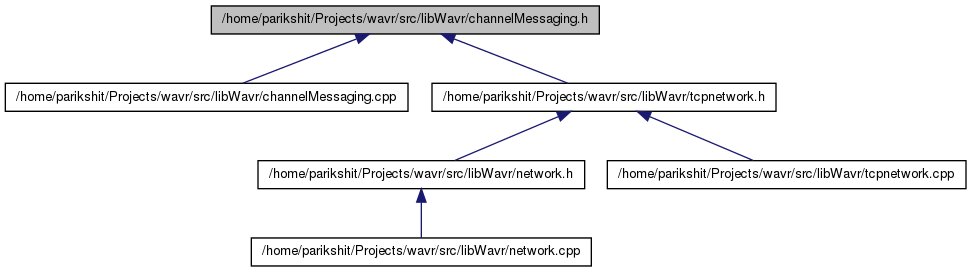 /home/parikshit/Projects/wavr/src/libWavr/channelMessaging.h
/home/parikshit/Projects/wavr/src/libWavr/channelMessaging.cpp
/home/parikshit/Projects/wavr/src/libWavr/tcpnetwork.h
/home/parikshit/Projects/wavr/src/libWavr/network.h
/home/parikshit/Projects/wavr/src/libWavr/tcpnetwork.cpp
/home/parikshit/Projects/wavr/src/libWavr/network.cpp